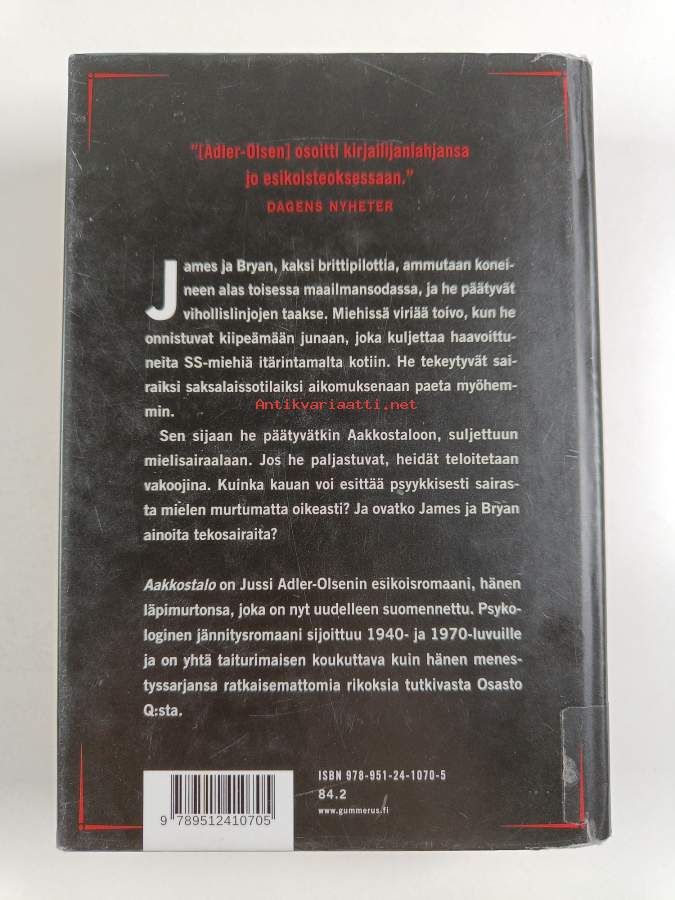 "[Adler-Olsen] osoitti kirjailijanlahjansa
jo esikoisteoksessaan."
DAGENS NYHETER
James ja Bryan, kaksi brittipilottia, ammutaan konei-
neen alas toisessa maailmansodassa, ja he päätyvät
vihollislinjojen taakse. Miehissä viriää toivo, kun he
onnistuvat kiipeämään junaan, joka kuljettaa haavoittu-
neita SS-miehiä itärintamalta kotiin. He tekeytyvät sai-
raiksi saksalaissotilaiksi aikomuksenaan paeta myöhem-
min.
Antikvariaatti.net
Sen sijaan he päätyvätkin Aakkostaloon, suljettuun
mielisairaalaan. Jos he paljastuvat, heidät teloitetaan
vakoojina. Kuinka kauan voi esittää psyykkisesti sairas-
ta mielen murtumatta oikeasti? Ja ovatko James ja Bryan
ainoita tekosairaita?
Aakkostalo on Jussi Adler-Olsenin esikoisromaani, hänen
läpimurtonsa, joka on nyt uudelleen suomennettu. Psyko-
loginen jännitysromaani sijoittuu 1940- ja 1970-luvuille
ja on yhtä taiturimaisen koukuttava kuin hänen menes-
tyssarjansa ratkaisemattomia rikoksia tutkivasta Osasto
Q:sta.
ISBN 978-951-24-1070-5
84.2
www.gummerus.fi
9 789512 410705